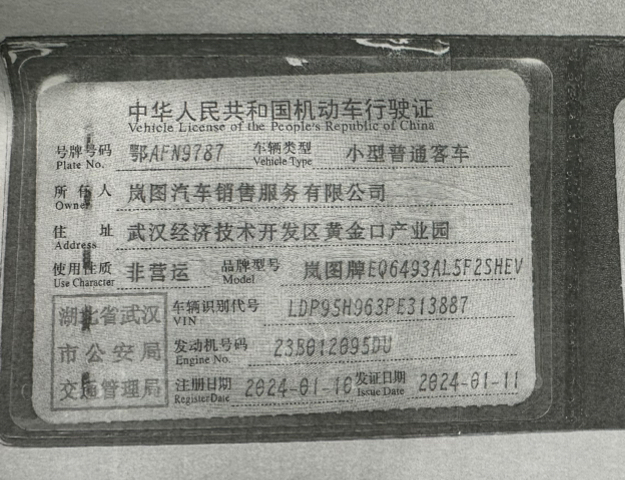 中华人民共和国机动车行驶证
Vehicle License of the People's Republic of China
号牌号码 鄂AFN9787 车辆类型 小型普通客车
Plate No. Vehicle Type
所有人 岚图汽车销售服务有限公司
Owner
住址 武汉经济技术开发区黄金口产业园
Address
使用性质 非营运 品牌型号 岚图牌EQ6493AL5F2SHEV
Use Character Model
湖北省武汉 车辆识别代号 LDP95H963PE313887
VIN
市公安局 发动机号码 23B012095DU
Engine No.
交通管理局 注册日期 2024-01-10 发证日期 2024-01-11
Register Date Issue Date